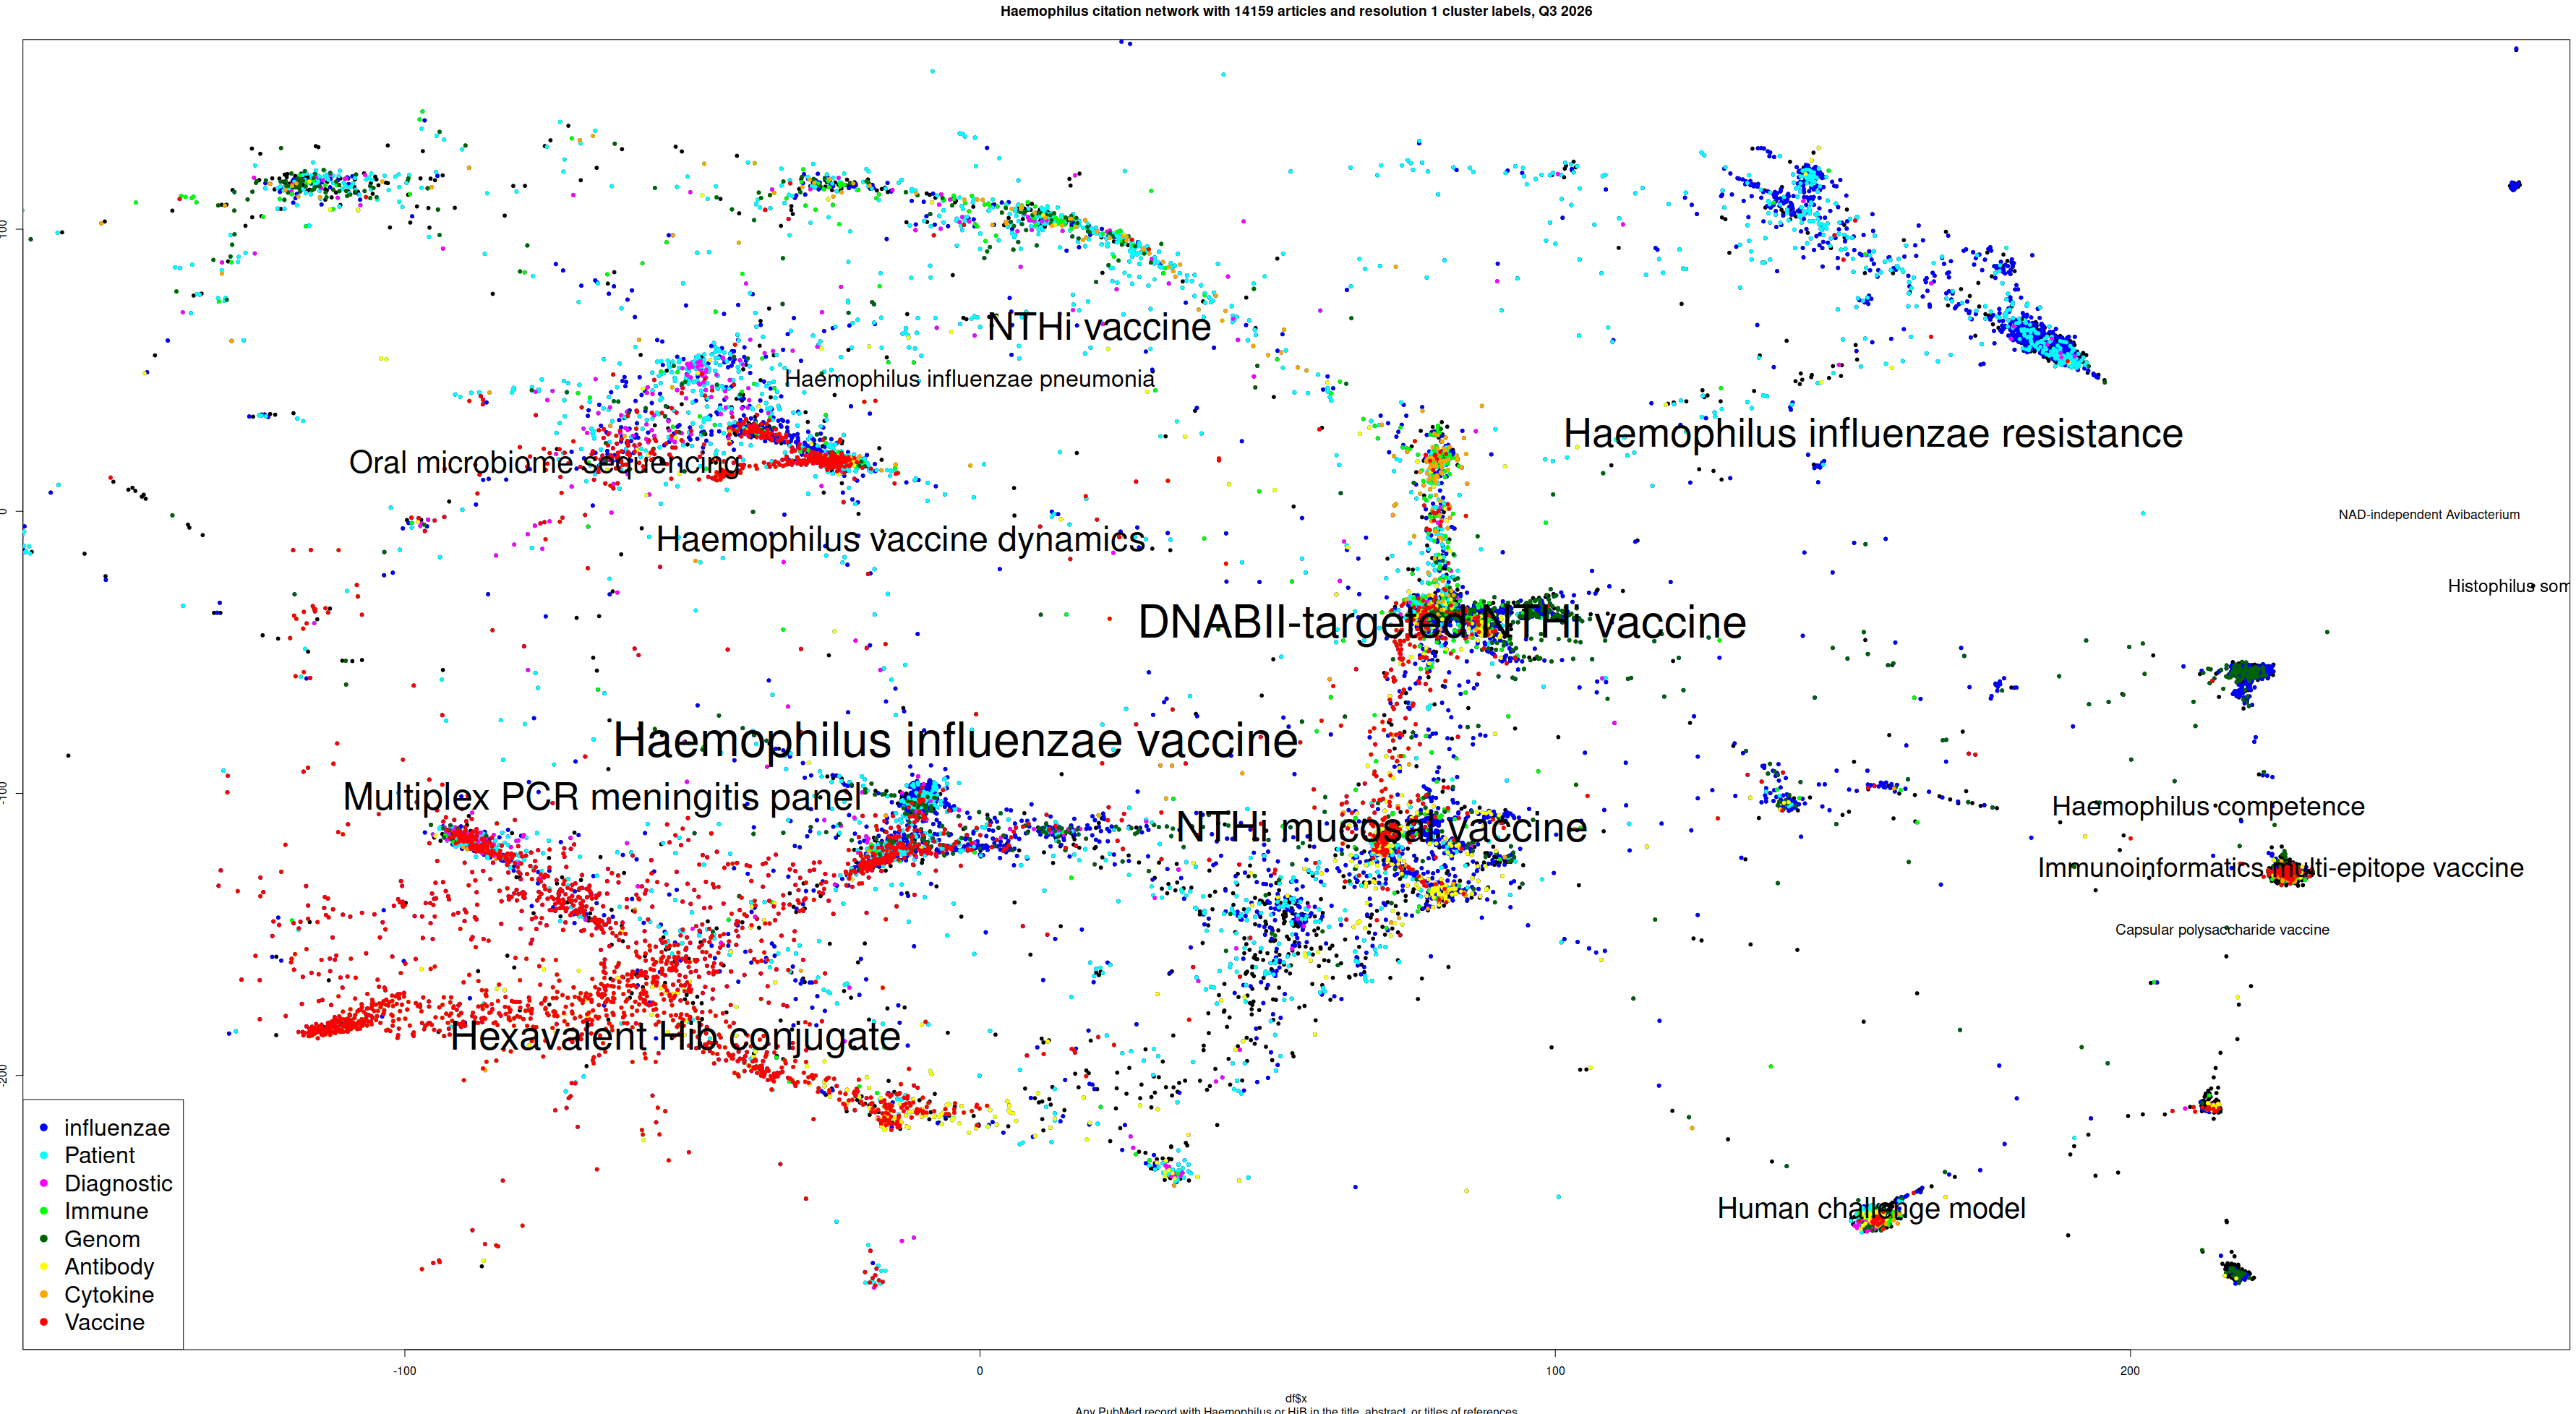 Haemophilus citation network with 14159 articles and resolution 1 cluster labels, Q3 2026
NTHi vaccine
Haemophilus influenzae pneumonia
Haemophilus influenzae resistance
Oral microbiome sequencing
NAD-independent Avibacterium
Haemophilus vaccine dynamics
Histophilus som
DNABII-targeted NTHi vaccine
Haemophilus influenzae vaccine
Multiplex PCR meningitis panel
Haemophilus competence
NTHi mucosal vaccine
Immunoinformatics multi-epitope vaccine
Capsular polysaccharide vaccine
Hexavalent Hib conjugate
Human challenge model
100
0
-100
-200
influenzae
Patient
Diagnostic
Immune
Genom
Antibody
Cytokine
Vaccine
-100 0 100 200
df$x
Any PubMed record with Haemophilus or HiB in the title, abstract, or titles of references